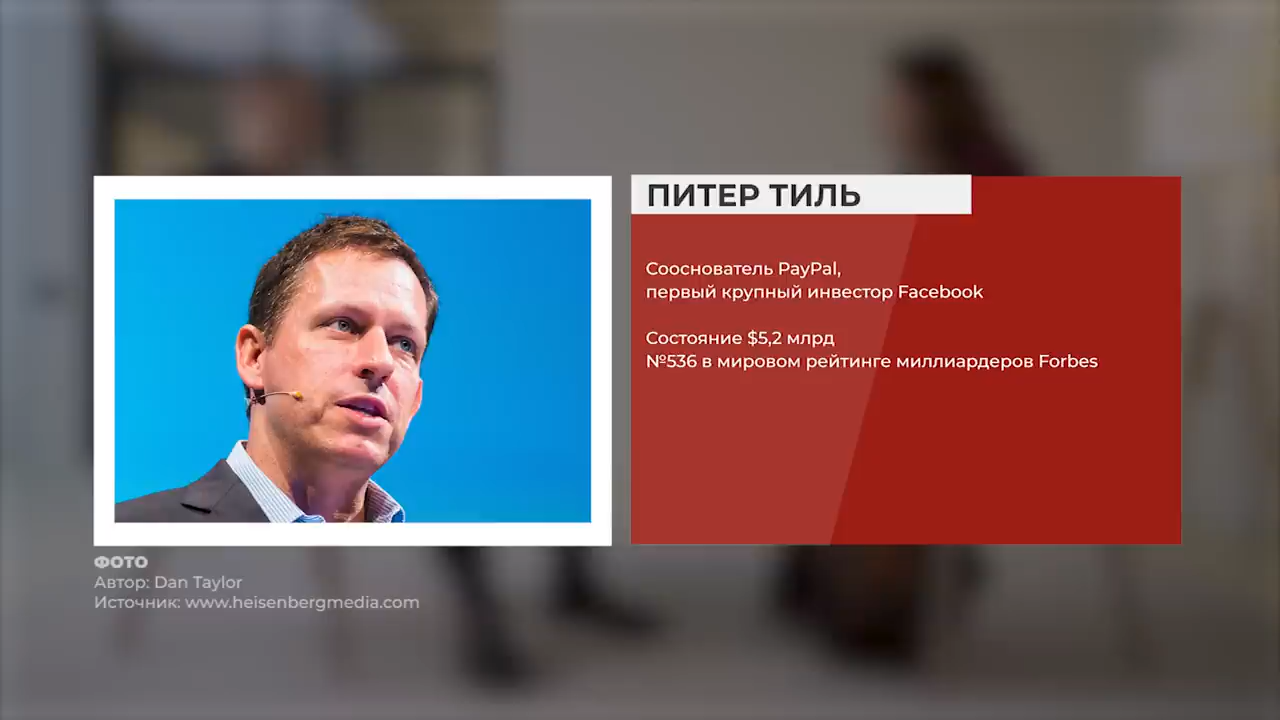 ПИТЕР ТИЛЬ
Сооснователь PayPal,
первый крупный инвестор Facebook
Состояние $5,2 млрд
№536 в мировом рейтинге миллиардеров Forbes
ФОТО
Автор: Dan Taylor
Источник: www.heisenbergmedia.com